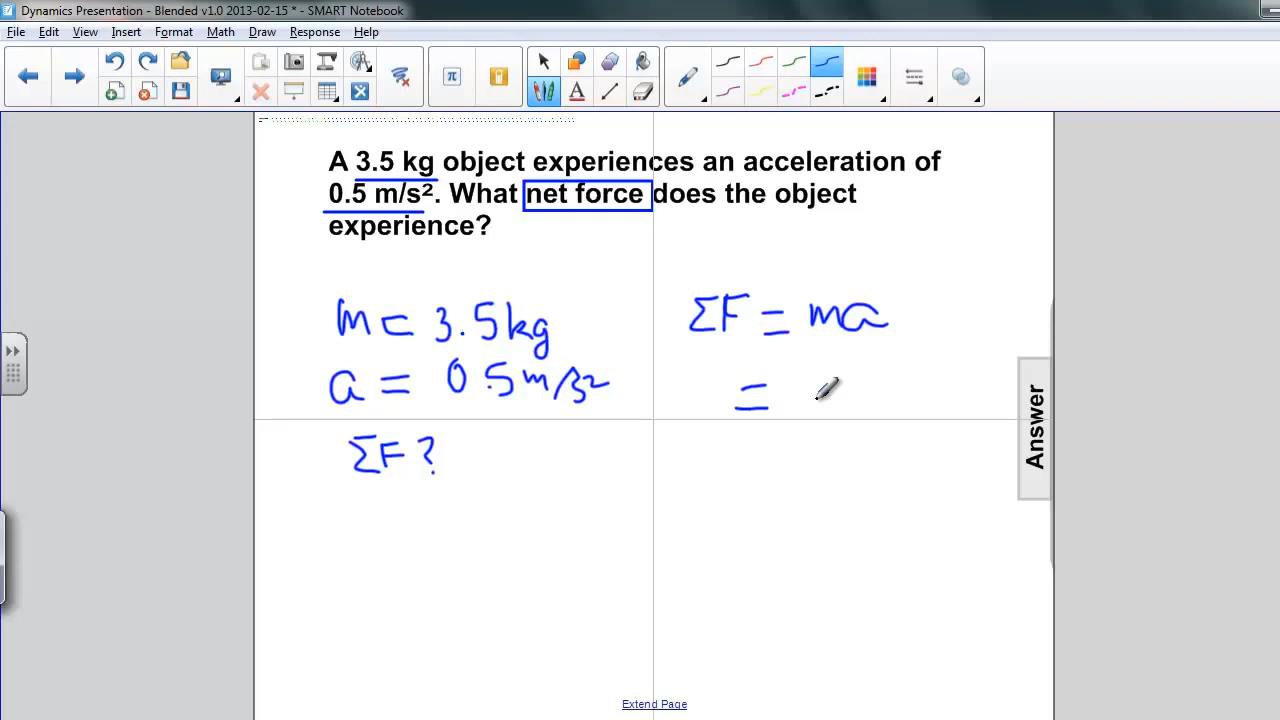 Dynamics Presentation - Blended v1.0 2013-02-15 * - SMART Notebook
File Edit View Insert Format Math Draw Response Help
A 3.5 kg object experiences an acceleration of
0.5 m/s². What net force does the object
experience?
m = 3.5 kg
a = 0.5 m/s2
ΣF ?
ΣF = ma
=
Answer
Extend Page